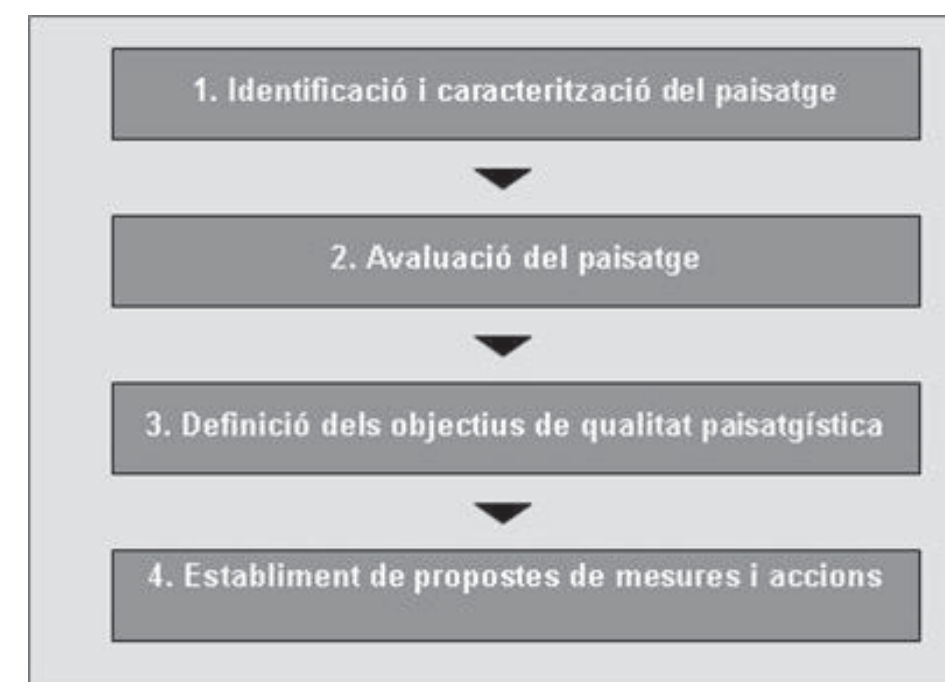 1. Identificació i caracterització del paisatge
2. Avaluació del paisatge
3. Definició dels objectius de qualitat paisatgística
4. Establiment de propostes de mesures i accions